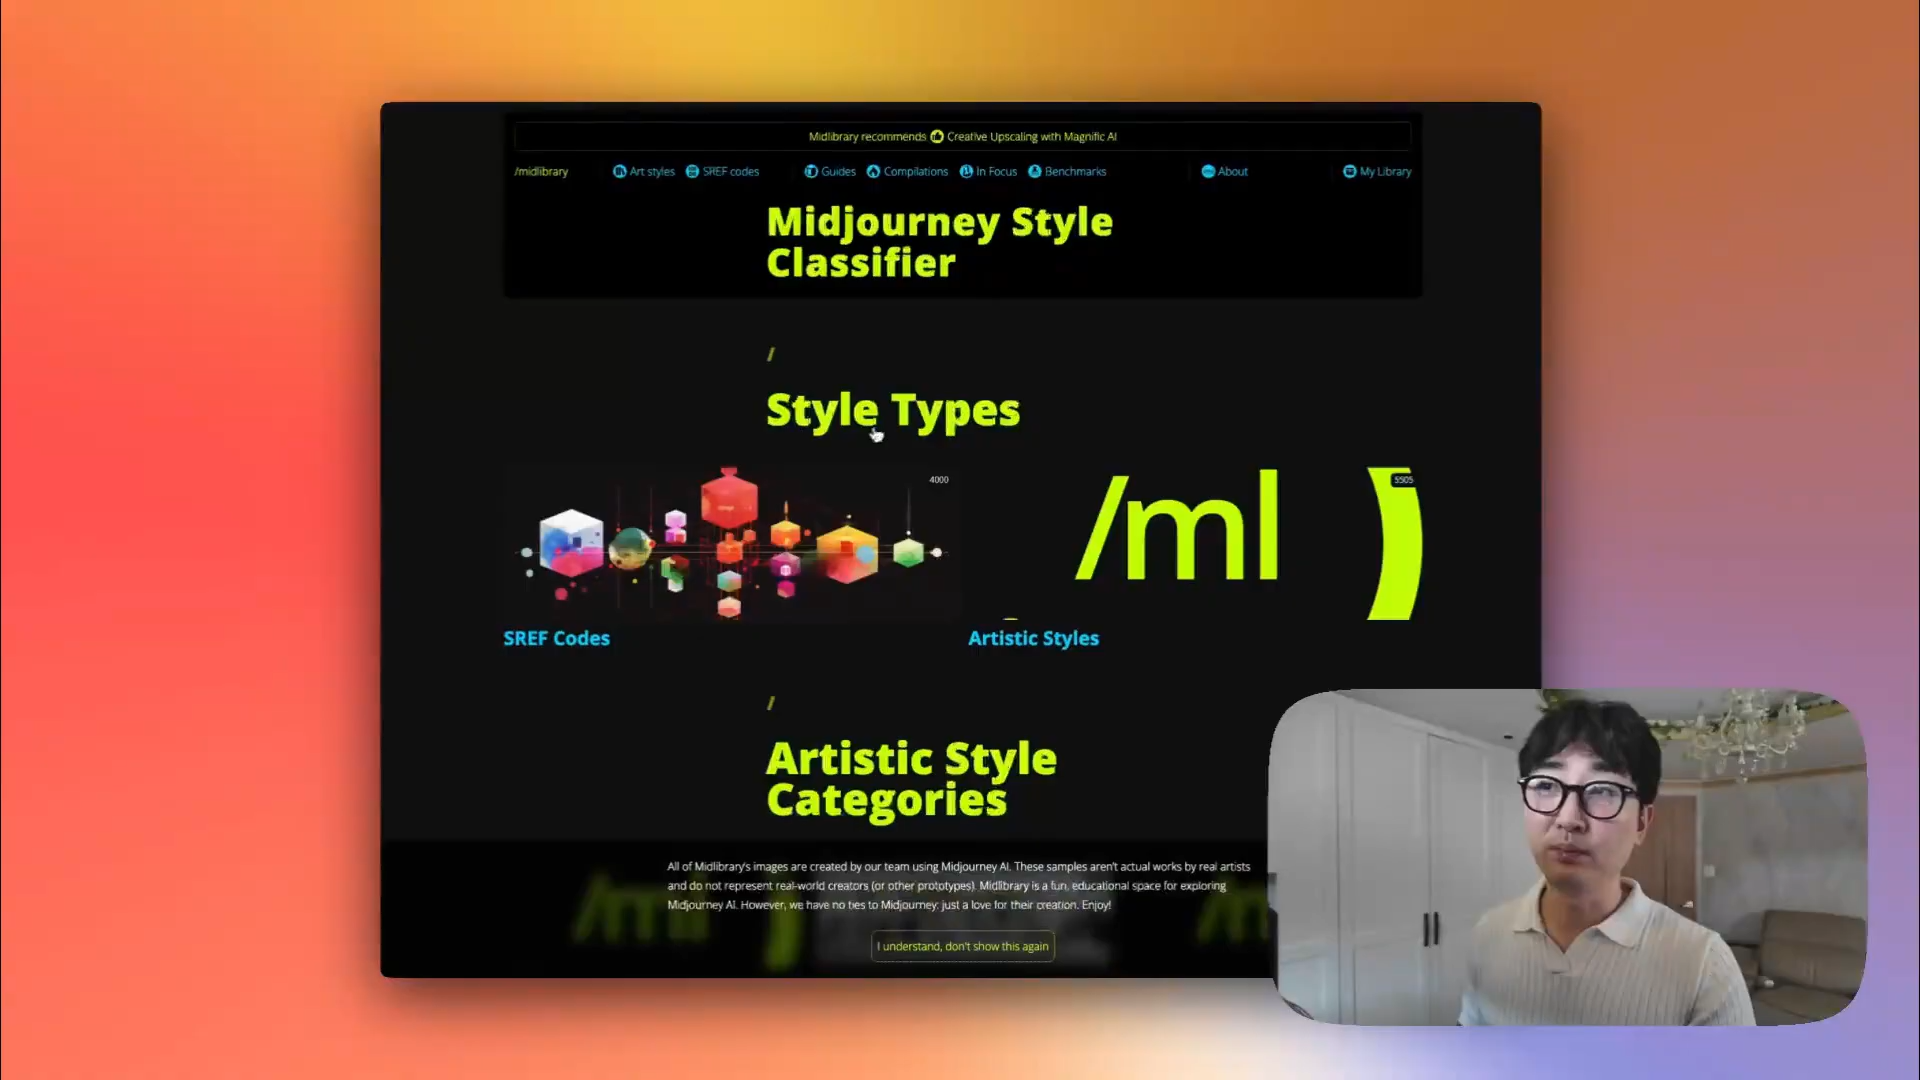 Midlibrary recommends Creative Upscaling with Magnific AI
/midlibrary Art styles SREF codes Guides Compilations In Focus Benchmarks About My Library
Midjourney Style
Classifier
/
Style Types
4000
/ml
5505
SREF Codes
Artistic Styles
/
Artistic Style
Categories
All of Midlibrary's images are created by our team using Midjourney AI. These samples aren't actual works by real artists
and do not represent real-world creators (or other prototypes). Midlibrary is a fun, educational space for exploring
Midjourney AI. However, we have no ties to Midjourney: just a love for their creation. Enjoy!
I understand, don't show this again